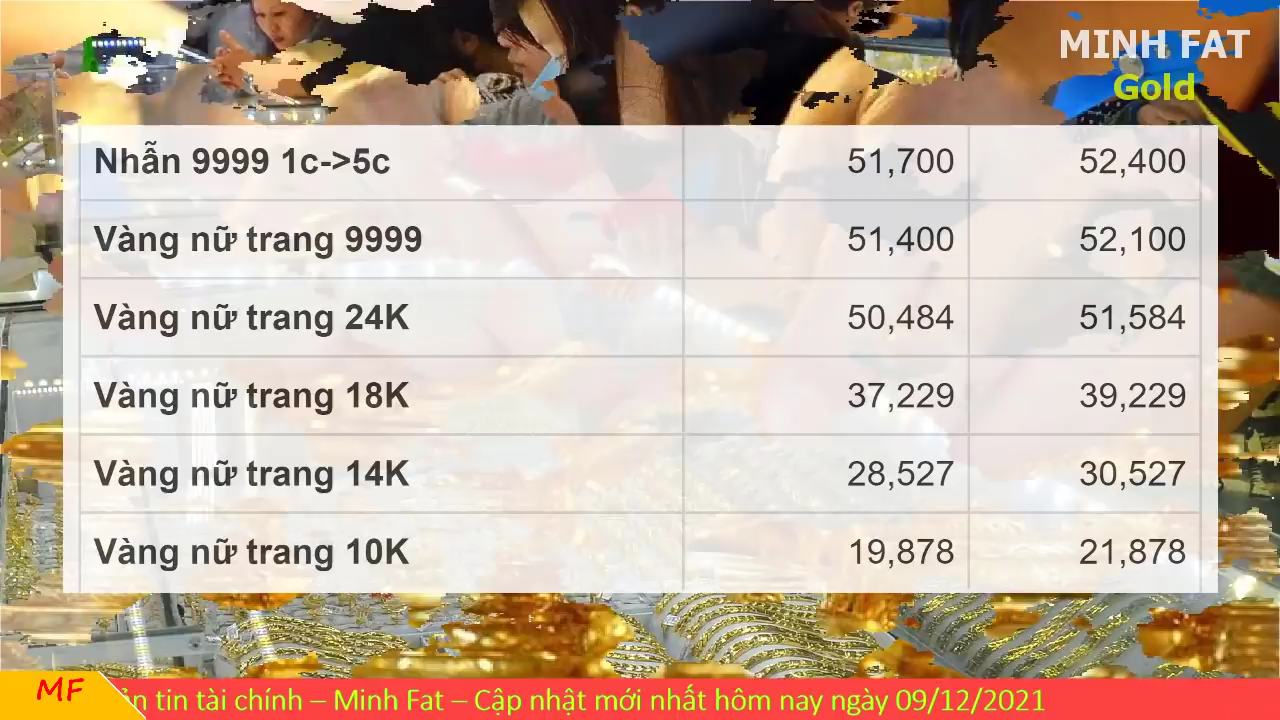 MINH FAT
Gold
Nhẫn 9999 1c->5c 51,700 52,400
Vàng nữ trang 9999 51,400 52,100
Vàng nữ trang 24K 50,484 51,584
Vàng nữ trang 18K 37,229 39,229
Vàng nữ trang 14K 28,527 30,527
Vàng nữ trang 10K 19,878 21,878
MF tin tài chính – Minh Fat – Cập nhật mới nhất hôm nay ngày 09/12/2021